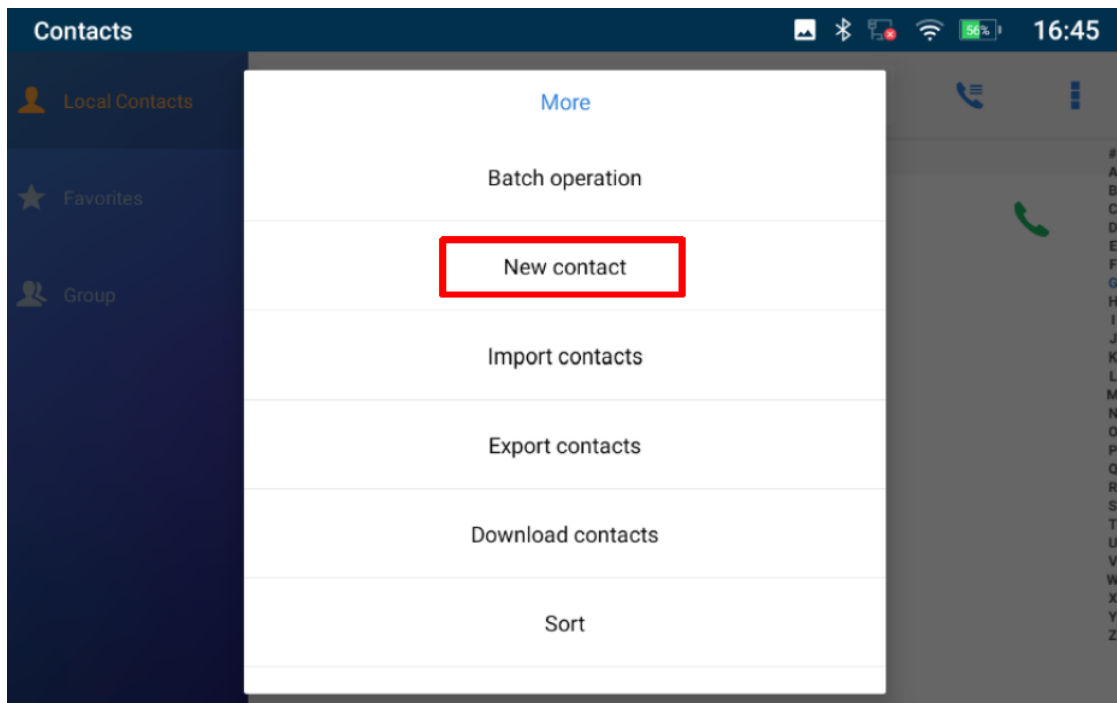 Contacts
56%
16:45
Local Contacts
Favorites
Group
More
Batch operation
New contact
Import contacts
Export contacts
Download contacts
Sort
#
A
B
C
D
E
F
G
H
I
J
K
L
M
N
O
P
Q
R
S
T
U
V
W
X
Y
Z